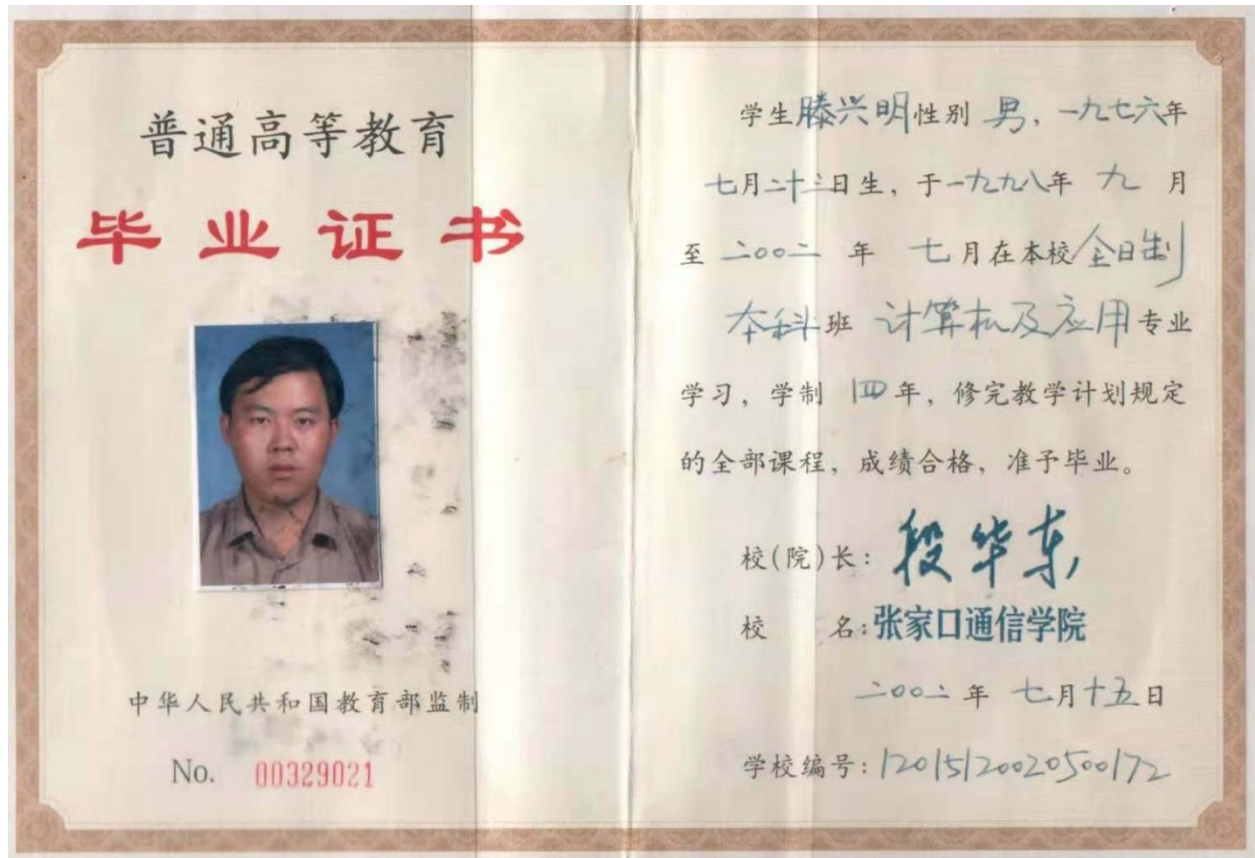 普通高等教育
毕业证书
中华人民共和国教育部监制
No. 00329021
学生滕兴明性别 男，一九七六年
七月二十三日生，于一九九八年 九 月
至 二○○二 年 七月在本校全日制
本科班 计算机及应用专业
学习，学制 四年，修完教学计划规定
的全部课程，成绩合格，准予毕业。
校(院)长：段华东
校 名：张家口通信学院
二○○二年 七月十五日
学校编号：120151200205001​72